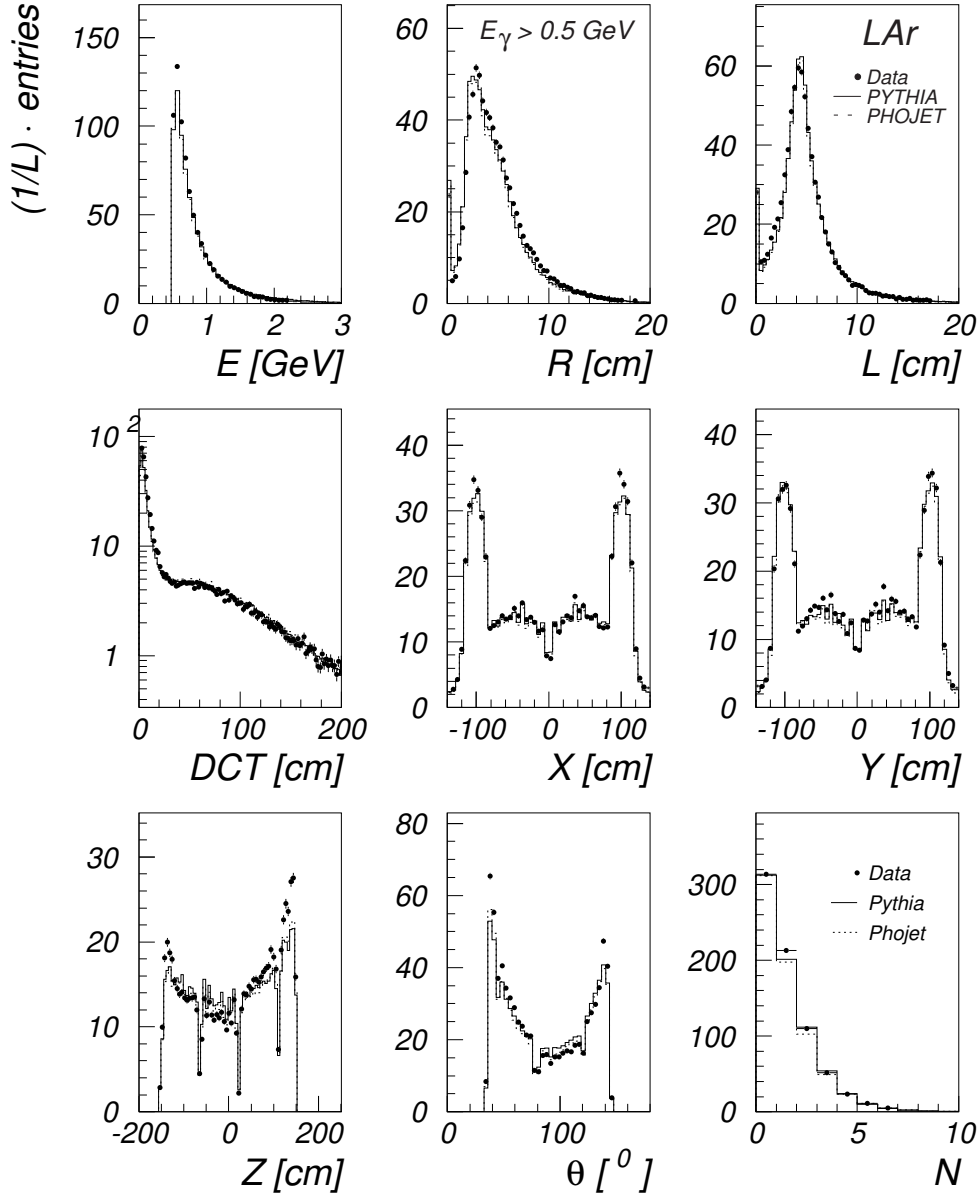 (1/L) · entries
150
100
50
0
0 1 2 3
E [GeV]
E γ > 0.5 GeV
60
40
20
0
0 10 20
R [cm]
LAr
Data
PYTHIA
PHOJET
60
40
20
0
0 10 20
L [cm]
10 2
10
1
0 100 200
DCT [cm]
40
30
20
10
0
-100 0 100
X [cm]
40
30
20
10
0
-100 0 100
Y [cm]
30
20
10
0
-200 0 200
Z [cm]
80
60
40
20
0
0 100
θ [ 0 ]
Data
Pythia
Phojet
300
200
100
0
0 5 10
N